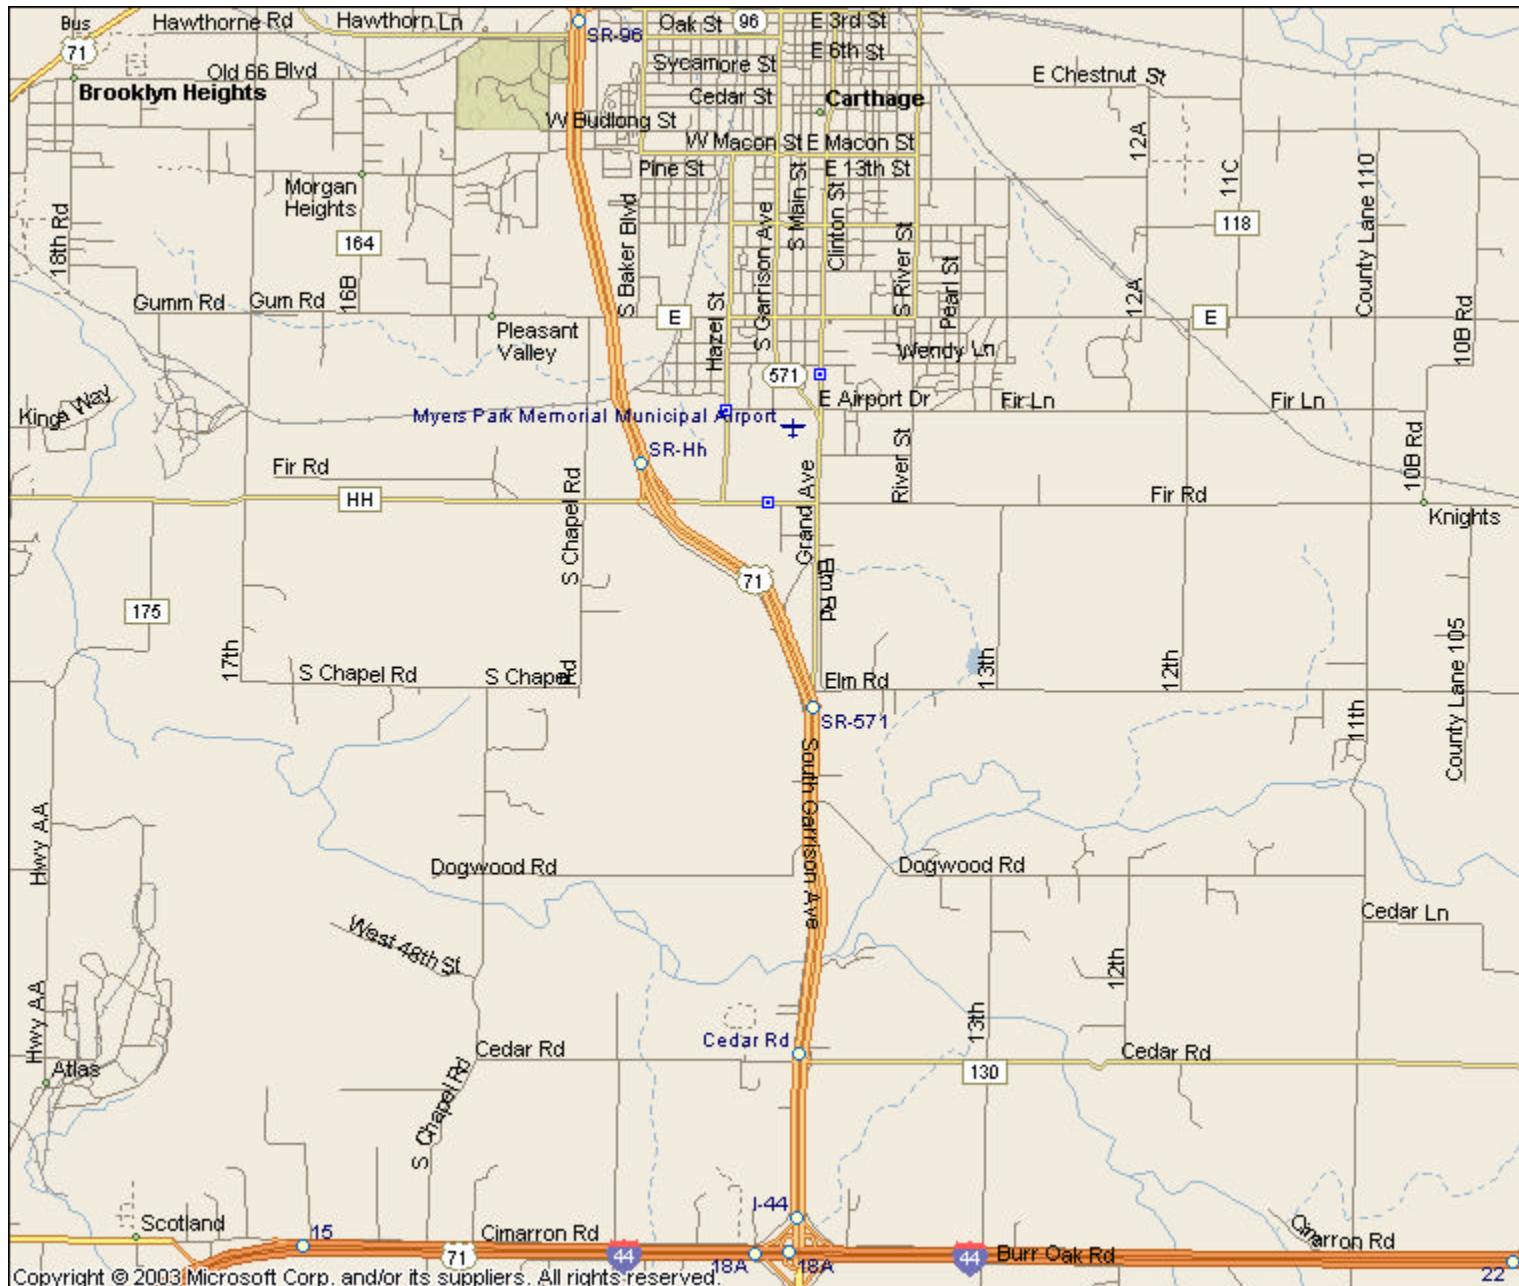 Bus
Hawthorne Rd
Hawthorn Ln
Oak St
96
E 3rd St
SR-96
71
E 6th St
Sycamore St
Old 66 Blvd
E Chestnut St
Brooklyn Heights
Cedar St
Carthage
W Budlong St
W Macon St
E Macon St
12A
Pine St
E 13th St
11C
County Lane 110
Morgan
Heights
18th Rd
S Baker Blvd
S Garrison Ave
S Main St
Clinton St
S River St
118
164
16B
Pearl St
12A
Gumm Rd
Gum Rd
E
E
Hazel St
10B Rd
Pleasant
Valley
Wendy Ln
571
E Airport Dr
Fir Ln
Fir Ln
Myers Park Memorial Municipal Airport
SR-Hh
River St
10B Rd
Fir Rd
HH
S Chapel Rd
Grand Ave
Fir Rd
Knights
71
Elm Rd
175
17th
13th
12th
County Lane 105
S Chapel Rd
S Chapel
Rd
Elm Rd
SR-571
11th
South Garrison Ave
Hwy AA
Dogwood Rd
Dogwood Rd
Cedar Ln
West 48th St
12th
Hwy AA
13th
Cedar Rd
Cedar Rd
Cedar Rd
Atlas
130
S Chapel Rd
I-44
Scotland
15
Cimarron Rd
Cimarron Rd
71
44
18A
18A
44
Burr Oak Rd
22
Copyright © 2003 Microsoft Corp. and/or its suppliers. All rights reserved.